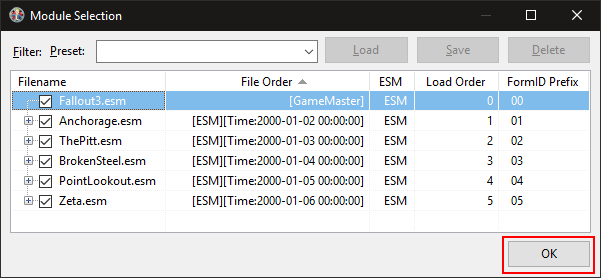 Module Selection
Filter: Preset: Load Save Delete
Filename File Order ESM Load Order FormID Prefix
Fallout3.esm [GameMaster] ESM 0 00
Anchorage.esm [ESM][Time:2000-01-02 00:00:00] ESM 1 01
ThePitt.esm [ESM][Time:2000-01-03 00:00:00] ESM 2 02
BrokenSteel.esm [ESM][Time:2000-01-04 00:00:00] ESM 3 03
PointLookout.esm [ESM][Time:2000-01-05 00:00:00] ESM 4 04
Zeta.esm [ESM][Time:2000-01-06 00:00:00] ESM 5 05
OK